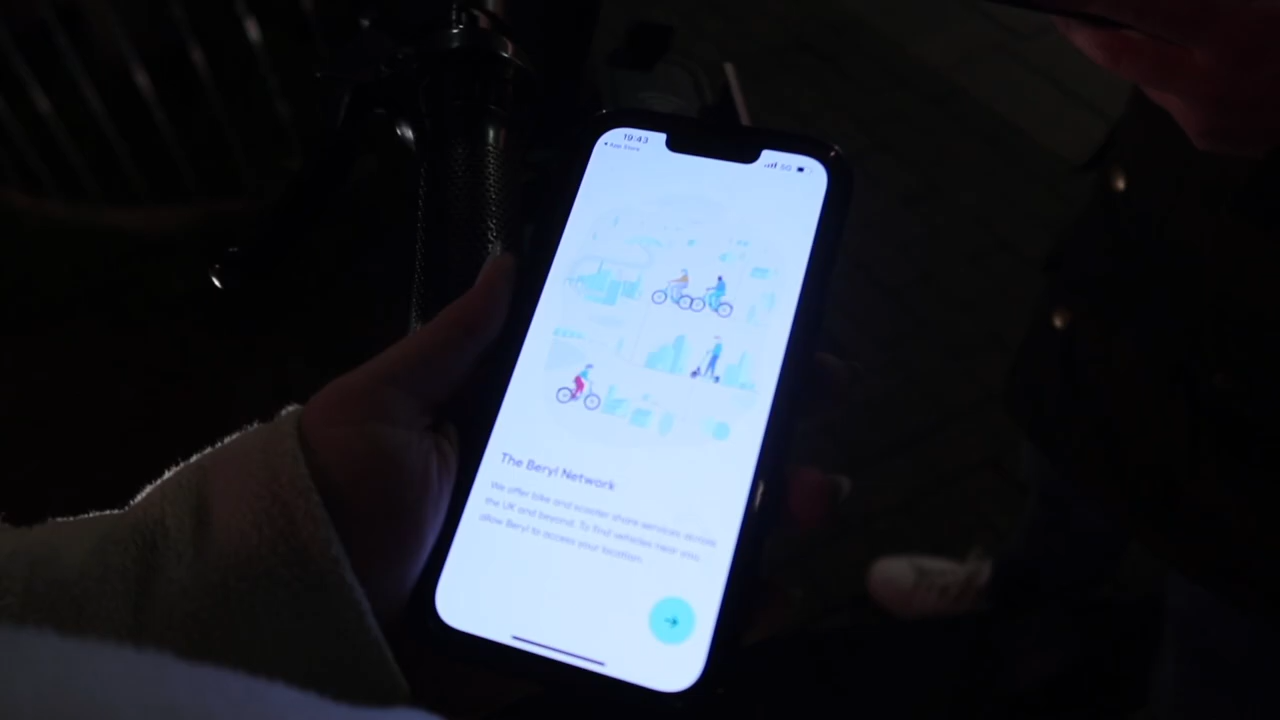 19:43
App Store
5G
The Beryl Network
We offer bike and scooter share services across
the UK and beyond. To find vehicles near you,
allow Beryl to access your location.